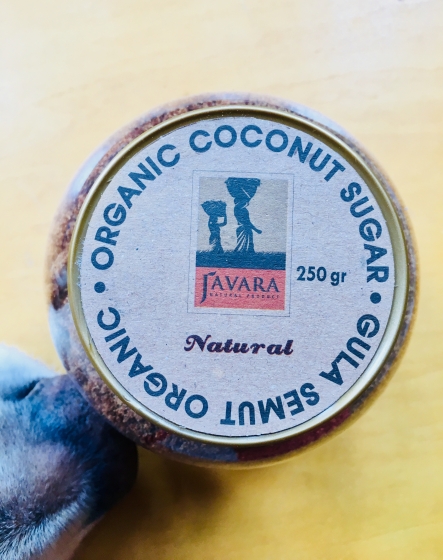 ORGANIC COCONUT SUGAR
JAVARA
NATURAL PRODUCT
250 gr
Natural
GULA SEMUT ORGANIC